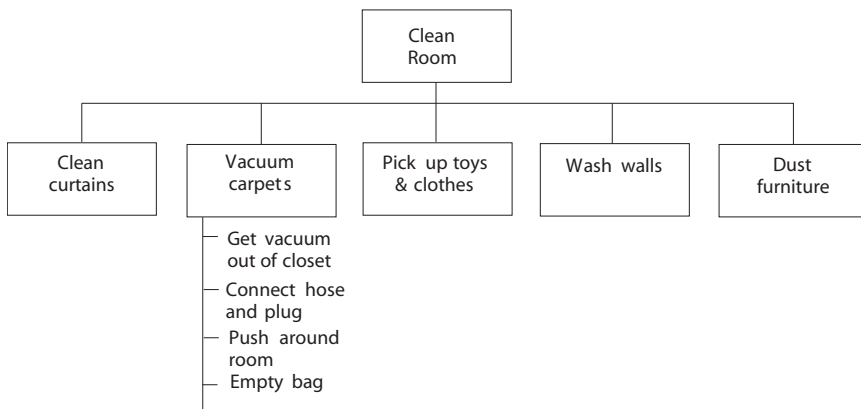 Clean
Room
Clean
curtains
Vacuum
carpets
Pick up toys
& clothes
Wash walls
Dust
furniture
Get vacuum
out of closet
Connect hose
and plug
Push around
room
Empty bag